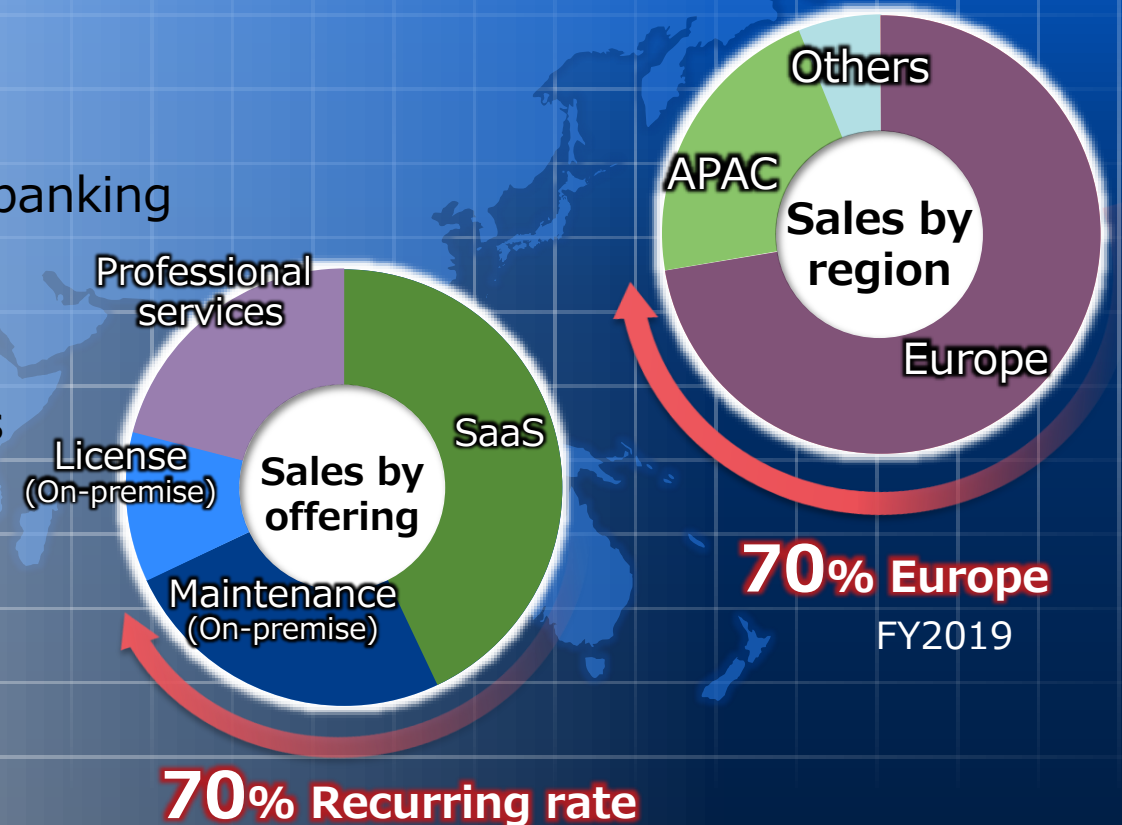 banking
s
Professional
services
License
(On-premise)
SaaS
Sales by
offering
Maintenance
(On-premise)
70% Recurring rate
Others
APAC
Sales by
region
Europe
70% Europe
FY2019